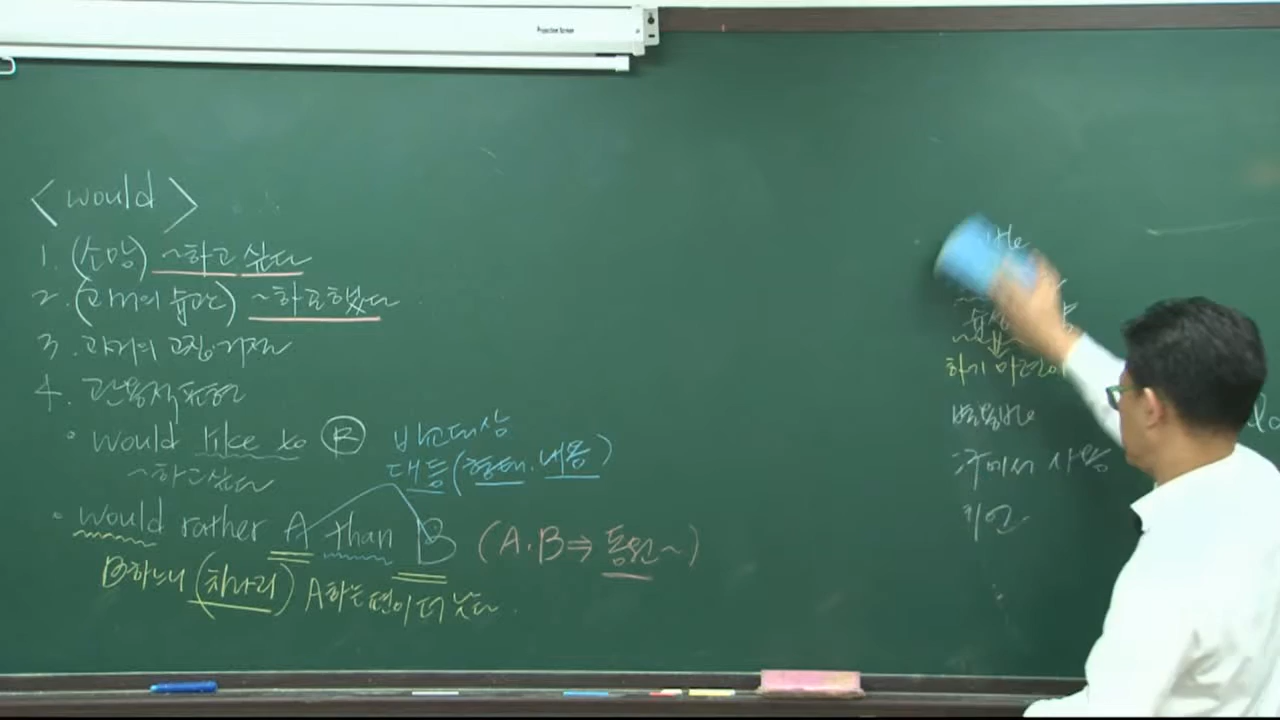 Projection Screen
< would >
1. (소망) ~하고 싶다
2. (과거의 습관) ~하곤 했다
3. 과거의 고집·거절
4. 관용적 표현
• would like to Ⓡ
~하고싶다
비교대상
대등(형태·내용)
• would rather A than B (A·B⇒동원~)
B하느니 (차라리) A하는편이 더 낫다.
하기 마련이
구에서 사용